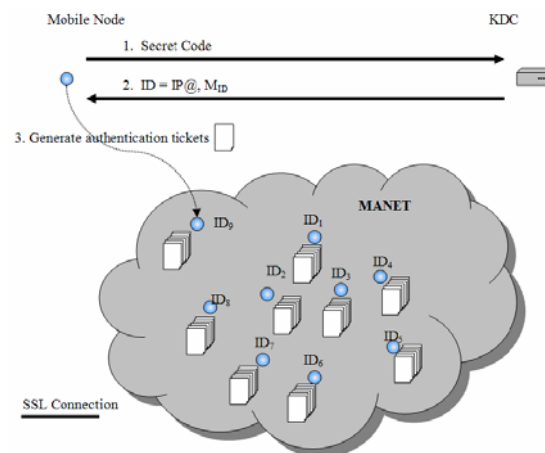 Mobile Node
KDC
1. Secret Code
2. ID = IP@, MID
3. Generate authentication tickets
MANET
ID9
ID1
ID2
ID3
ID4
ID8
ID5
ID7
ID6
SSL Connection